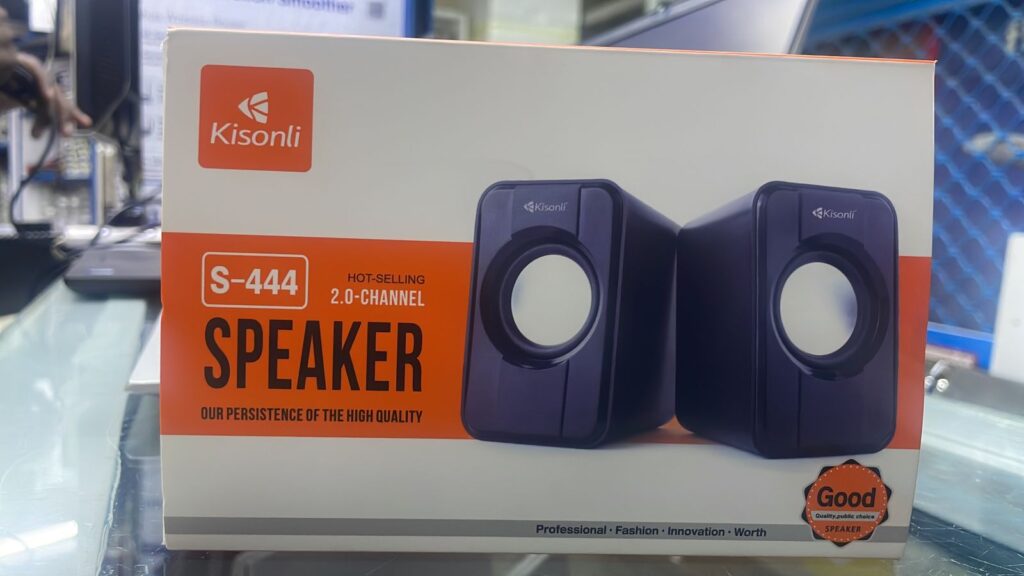 Smoother
Kisonli
S-444
HOT-SELLING
2.0-CHANNEL
SPEAKER
OUR PERSISTENCE OF THE HIGH QUALITY
Kisonli
Kisonli
Good
Quality,public choice
SPEAKER
Professional · Fashion · Innovation · Worth